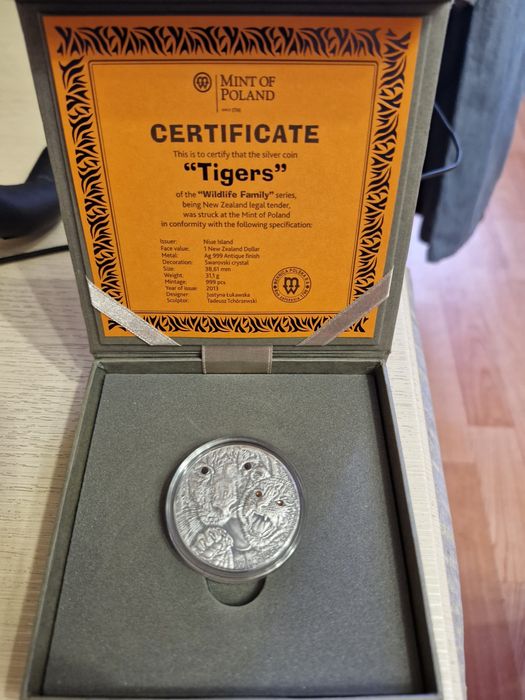 MINT OF
POLAND
SINCE 1766
CERTIFICATE
This is to certify that the silver coin
“Tigers”
of the “Wildlife Family” series,
being New Zealand legal tender,
was struck at the Mint of Poland
in conformity with the following specification:
Issuer: Niue Island
Face value: 1 New Zealand Dollar
Metal: Ag 999 Antique finish
Decoration: Swarovski crystal
Size: 38,61 mm
Weight: 31,1 g
Mintage: 999 pcs
Year of issue: 2013
Designer: Justyna Łukawska
Sculptor: Tadeusz Tchórzewski